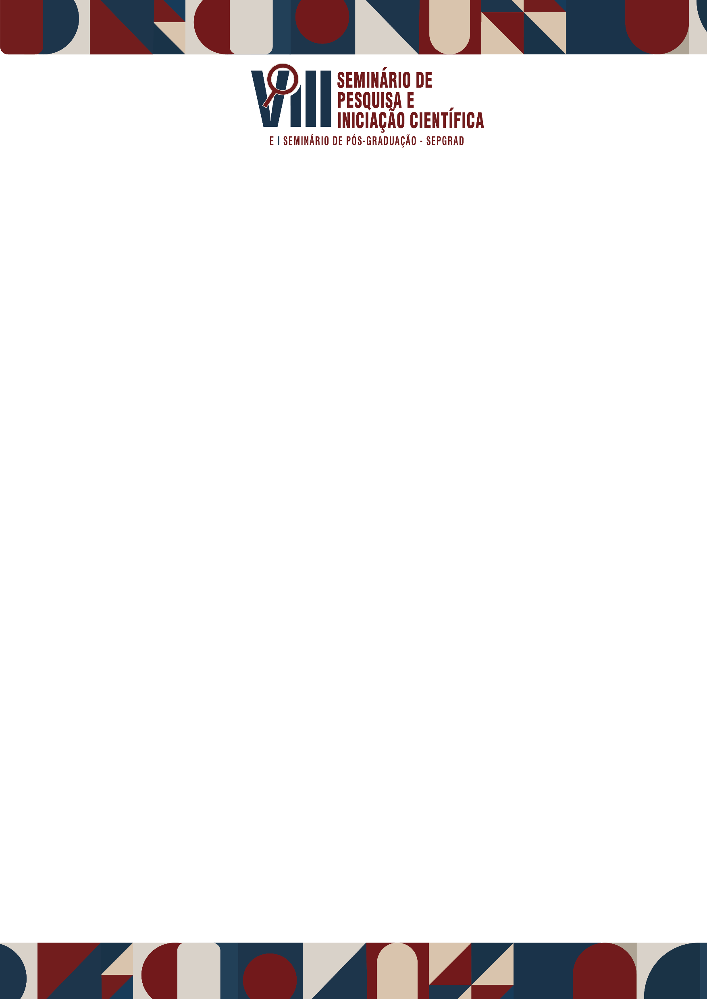 VIII
SEMINÁRIO DE
PESQUISA E
INICIAÇÃO CIENTÍFICA
E I SEMINÁRIO DE PÓS-GRADUAÇÃO - SEPGRAD